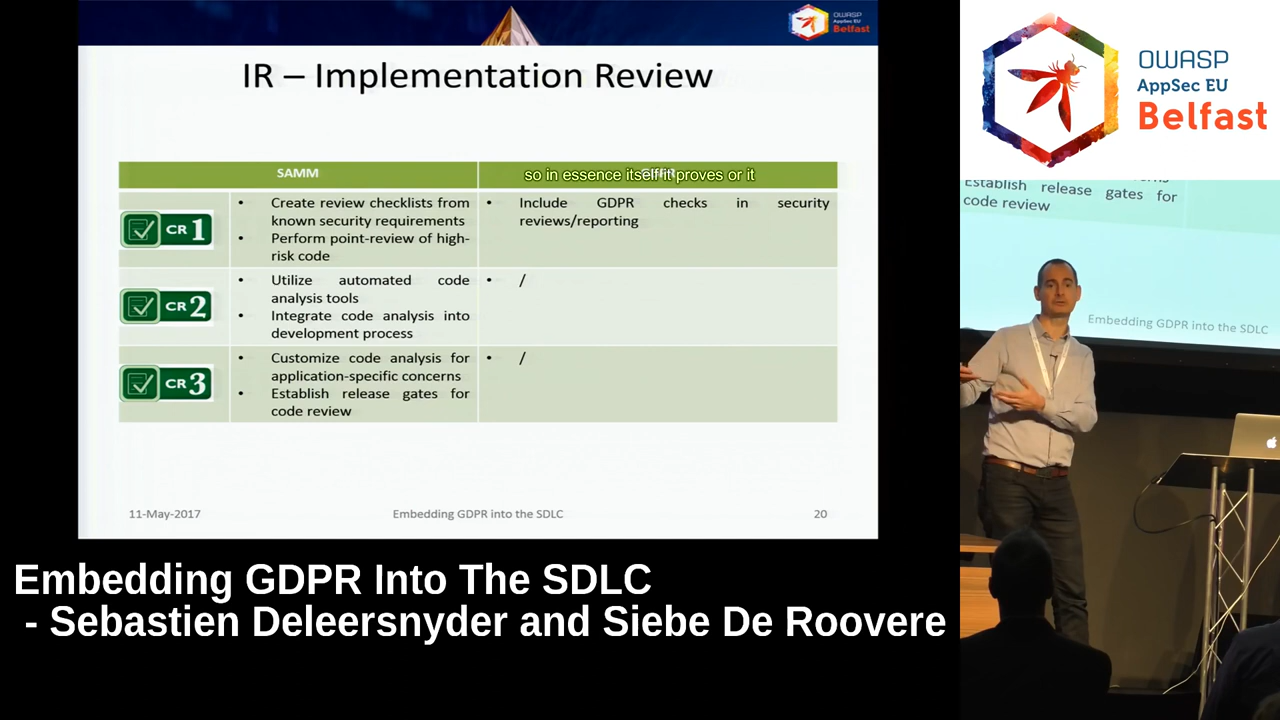 OWASP
AppSec EU
Belfast
IR – Implementation Review
SAMM
so in essence itself it proves or it
CR 1
• Create review checklists from
known security requirements
• Perform point-review of high-
risk code
• Include GDPR checks in security
reviews/reporting
CR 2
• Utilize automated code
analysis tools
• Integrate code analysis into
development process
• /
CR 3
• Customize code analysis for
application-specific concerns
• Establish release gates for
code review
• /
11-May-2017
Embedding GDPR into the SDLC
20
Embedding GDPR Into The SDLC
- Sebastien Deleersnyder and Siebe De Roovere
OWASP
AppSec EU
Belfast
Establish release gates for
code review
Embedding GDPR into the SDLC